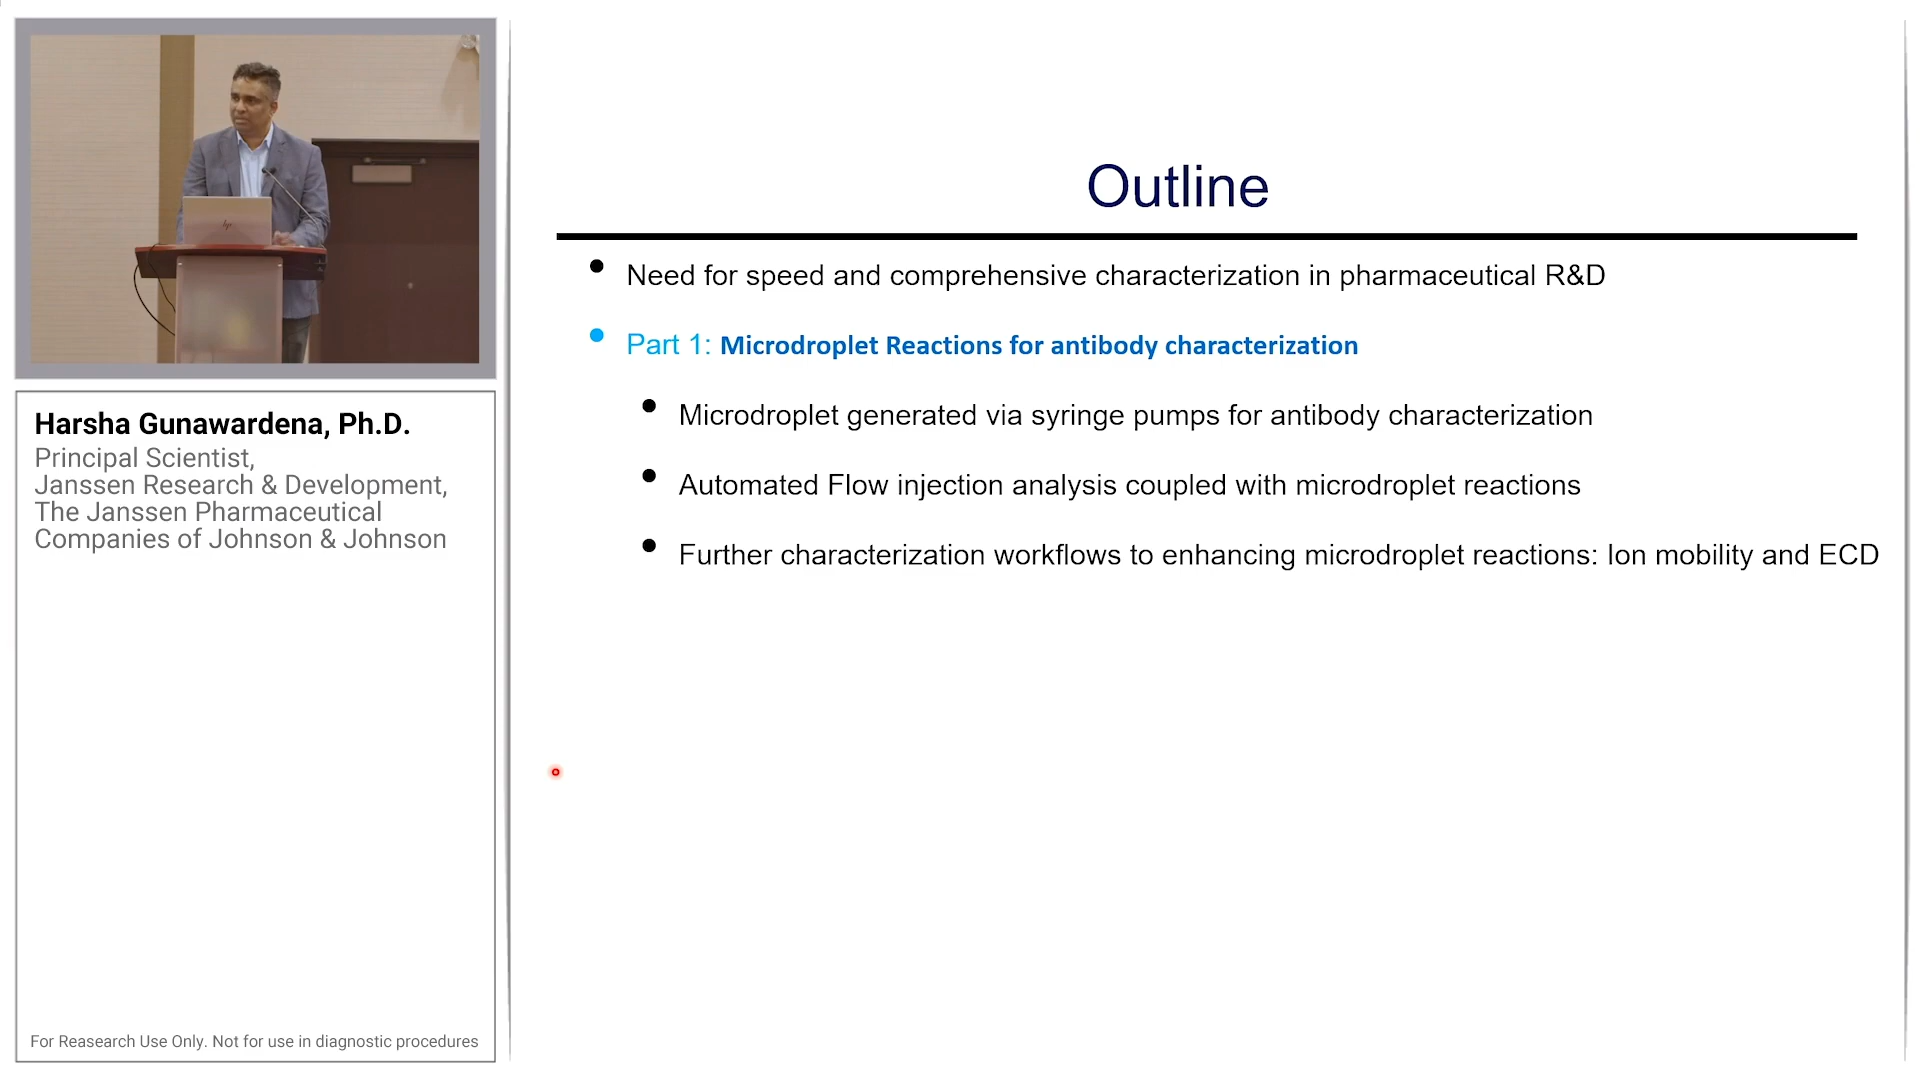 Harsha Gunawardena, Ph.D.
Principal Scientist,
Janssen Research & Development,
The Janssen Pharmaceutical
Companies of Johnson & Johnson
For Reasearch Use Only. Not for use in diagnostic procedures
Outline
Need for speed and comprehensive characterization in pharmaceutical R&D
Part 1: Microdroplet Reactions for antibody characterization
Microdroplet generated via syringe pumps for antibody characterization
Automated Flow injection analysis coupled with microdroplet reactions
Further characterization workflows to enhancing microdroplet reactions: Ion mobility and ECD
hp